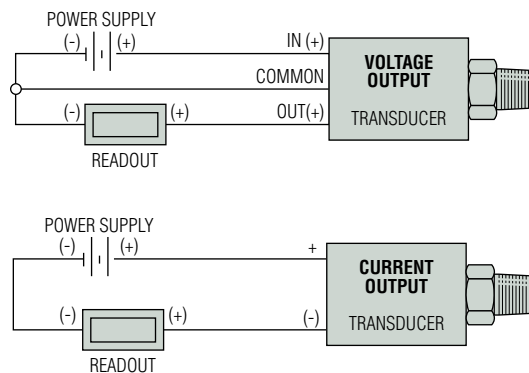 POWER SUPPLY
(-) (+) IN (+)
COMMON
(-) (+) OUT(+)
READOUT
VOLTAGE
OUTPUT
TRANSDUCER
POWER SUPPLY
(-) (+) +
(-) (+) (-)
READOUT
CURRENT
OUTPUT
TRANSDUCER